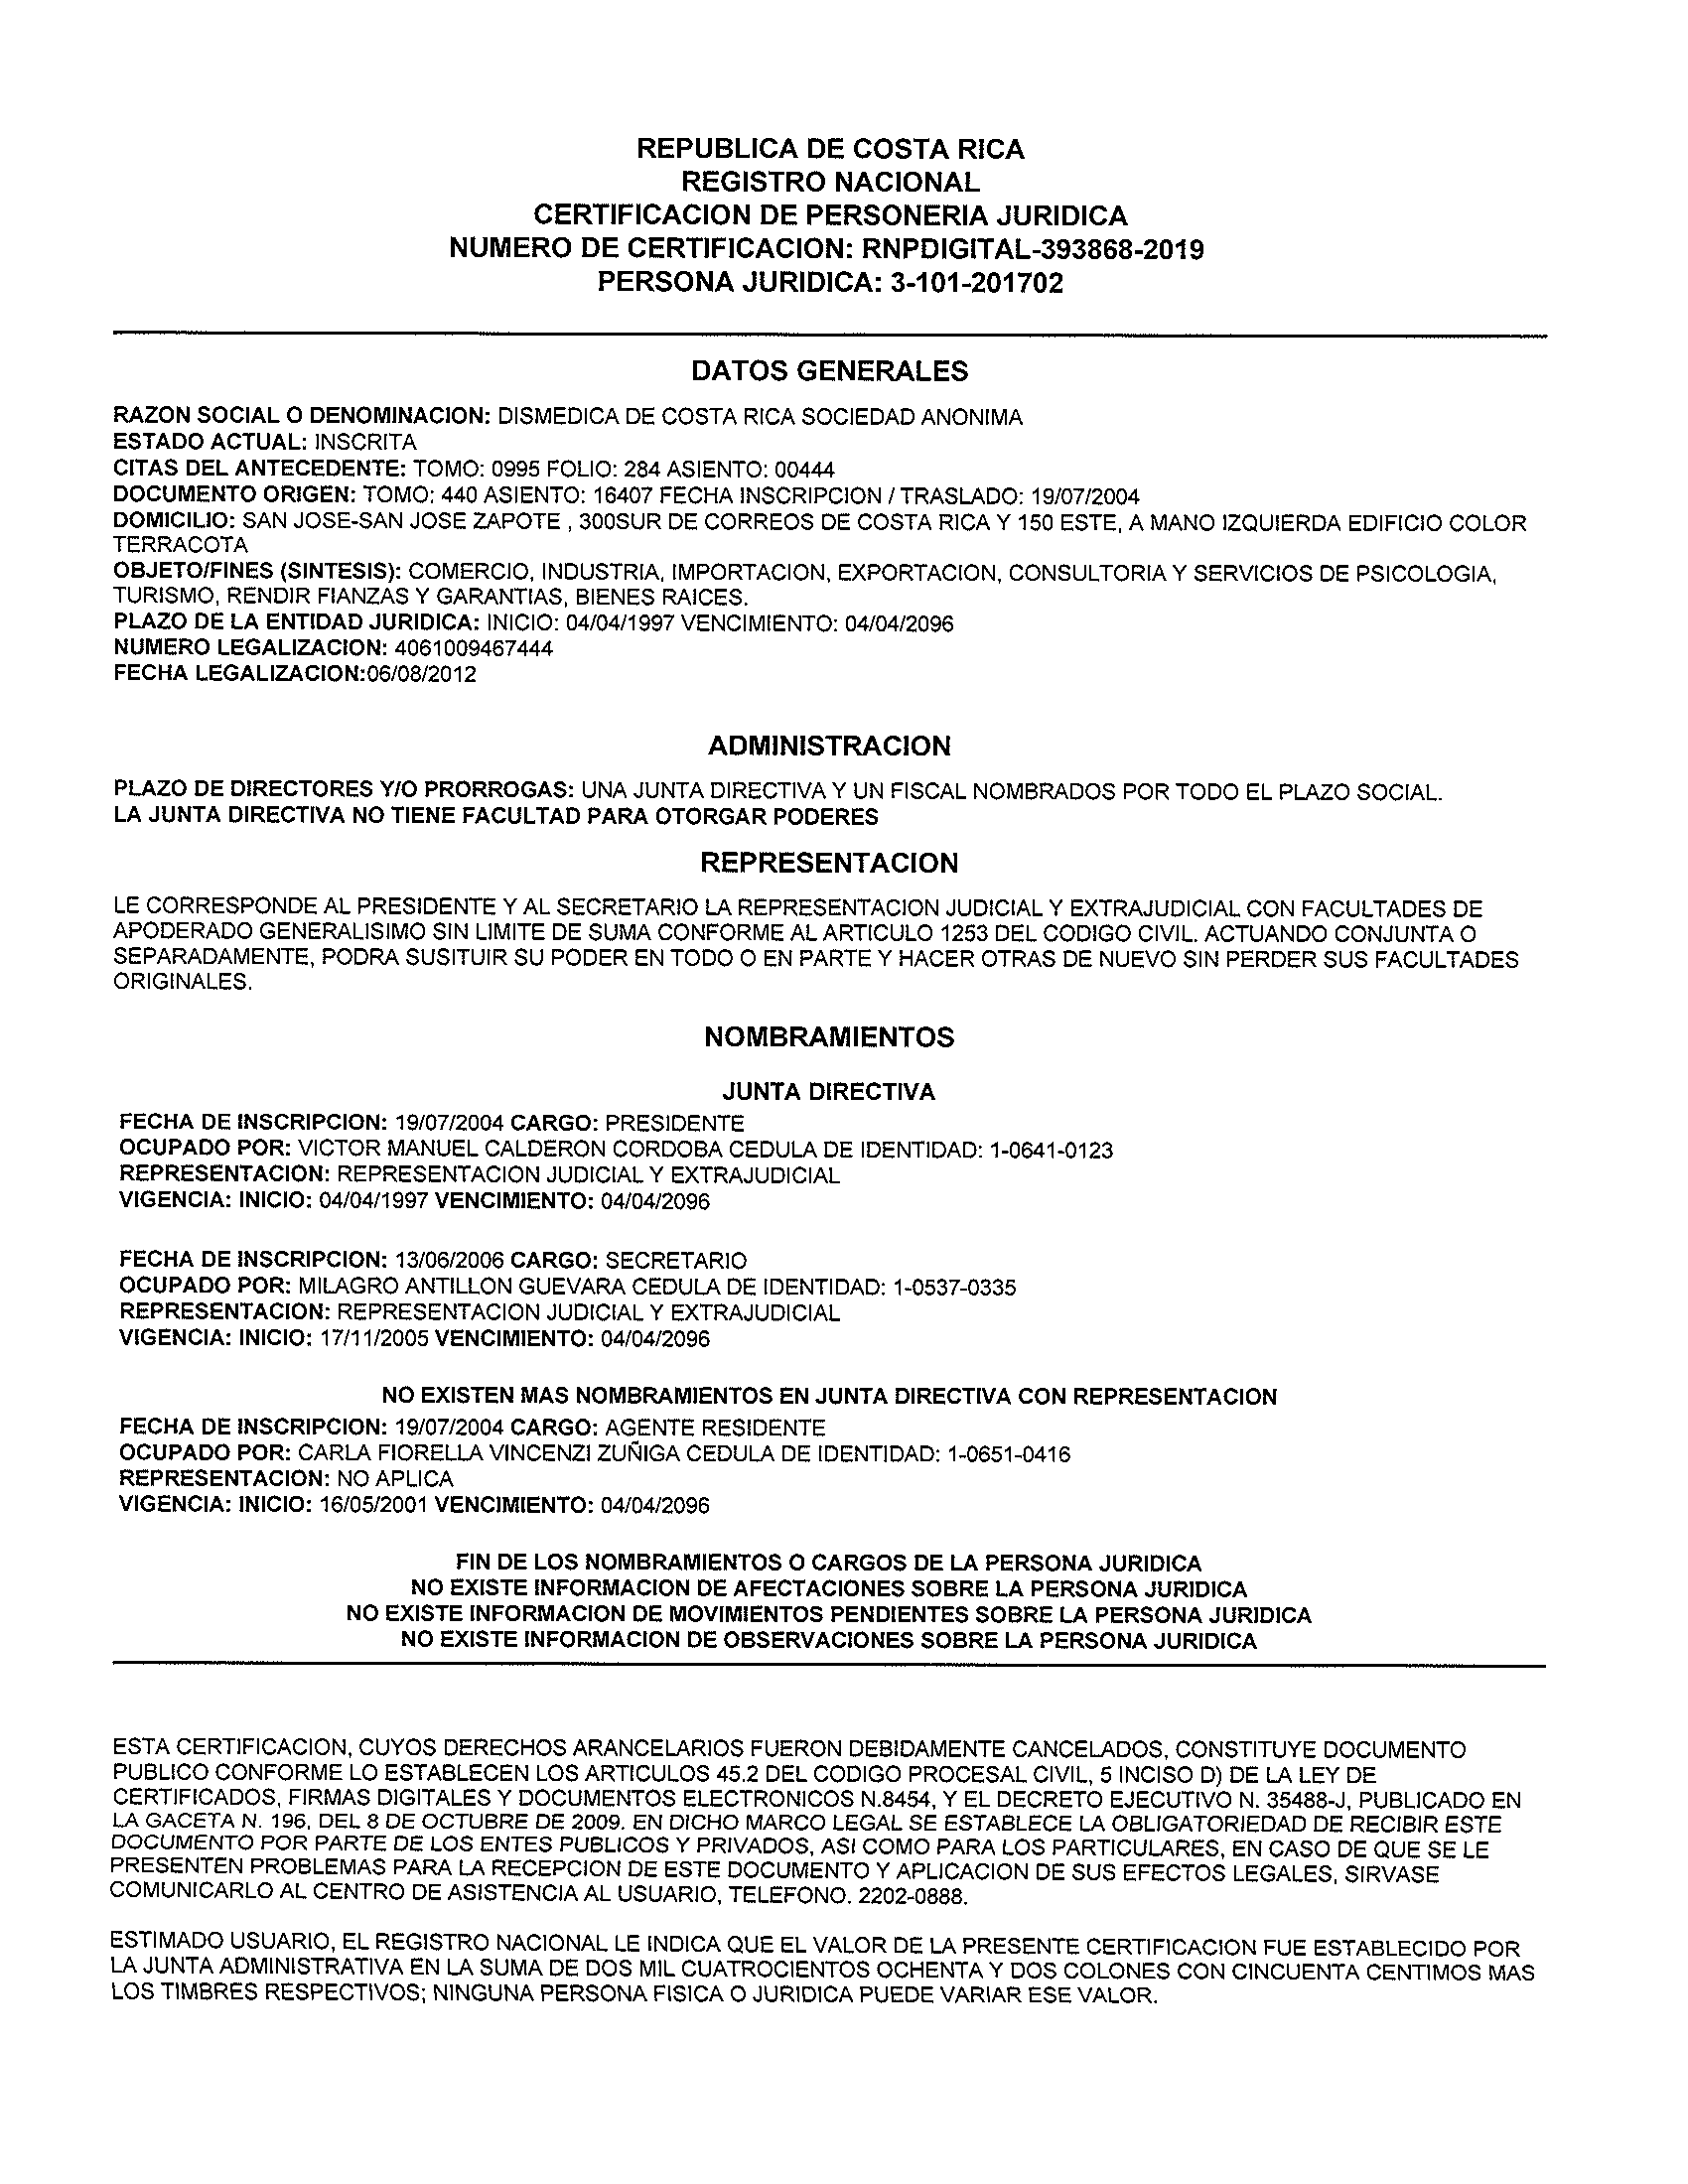 REPUBLICA DE COSTA RICA
REGISTRO NACIONAL
CERTIFICACION DE PERSONERIA JURIDICA
NUMERO DE CERTIFICACION: RNPDIGITAL-393868-2019
PERSONA JURIDICA: 3-101-201702
DATOS GENERALES
RAZON SOCIAL O DENOMINACION: DISMEDICA DE COSTA RICA SOCIEDAD ANONIMA
ESTADO ACTUAL: INSCRITA
CITAS DEL ANTECEDENTE: TOMO: 0995 FOLIO: 284 ASIENTO: 00444
DOCUMENTO ORIGEN: TOMO: 440 ASIENTO: 16407 FECHA INSCRIPCION / TRASLADO: 19/07/2004
DOMICILIO: SAN JOSE-SAN JOSE ZAPOTE , 300SUR DE CORREOS DE COSTA RICA Y 150 ESTE, A MANO IZQUIERDA EDIFICIO COLOR
TERRACOTA
OBJETO/FINES (SINTESIS): COMERCIO, INDUSTRIA, IMPORTACION, EXPORTACION, CONSULTORIA Y SERVICIOS DE PSICOLOGIA,
TURISMO, RENDIR FIANZAS Y GARANTIAS, BIENES RAICES.
PLAZO DE LA ENTIDAD JURIDICA: INICIO: 04/04/1997 VENCIMIENTO: 04/04/2096
NUMERO LEGALIZACION: 4061009467444
FECHA LEGALIZACION:06/08/2012
ADMINISTRACION
PLAZO DE DIRECTORES Y/O PRORROGAS: UNA JUNTA DIRECTIVA Y UN FISCAL NOMBRADOS POR TODO EL PLAZO SOCIAL.
LA JUNTA DIRECTIVA NO TIENE FACULTAD PARA OTORGAR PODERES
REPRESENTACION
LE CORRESPONDE AL PRESIDENTE Y AL SECRETARIO LA REPRESENTACION JUDICIAL Y EXTRAJUDICIAL CON FACULTADES DE
APODERADO GENERALISIMO SIN LIMITE DE SUMA CONFORME AL ARTICULO 1253 DEL CODIGO CIVIL. ACTUANDO CONJUNTA O
SEPARADAMENTE, PODRA SUSITUIR SU PODER EN TODO O EN PARTE Y HACER OTRAS DE NUEVO SIN PERDER SUS FACULTADES
ORIGINALES.
NOMBRAMIENTOS
JUNTA DIRECTIVA
FECHA DE INSCRIPCION: 19/07/2004 CARGO: PRESIDENTE
OCUPADO POR: VICTOR MANUEL CALDERON CORDOBA CEDULA DE IDENTIDAD: 1-0641-0123
REPRESENTACION: REPRESENTACION JUDICIAL Y EXTRAJUDICIAL
VIGENCIA: INICIO: 04/04/1997 VENCIMIENTO: 04/04/2096
FECHA DE INSCRIPCION: 13/06/2006 CARGO: SECRETARIO
OCUPADO POR: MILAGRO ANTILLON GUEVARA CEDULA DE IDENTIDAD: 1-0537-0335
REPRESENTACION: REPRESENTACION JUDICIAL Y EXTRAJUDICIAL
VIGENCIA: INICIO: 17/11/2005 VENCIMIENTO: 04/04/2096
NO EXISTEN MAS NOMBRAMIENTOS EN JUNTA DIRECTIVA CON REPRESENTACION
FECHA DE INSCRIPCION: 19/07/2004 CARGO: AGENTE RESIDENTE
OCUPADO POR: CARLA FIORELLA VINCENZI ZUÑIGA CEDULA DE IDENTIDAD: 1-0651-0416
REPRESENTACION: NO APLICA
VIGENCIA: INICIO: 16/05/2001 VENCIMIENTO: 04/04/2096
FIN DE LOS NOMBRAMIENTOS O CARGOS DE LA PERSONA JURIDICA
NO EXISTE INFORMACION DE AFECTACIONES SOBRE LA PERSONA JURIDICA
NO EXISTE INFORMACION DE MOVIMIENTOS PENDIENTES SOBRE LA PERSONA JURIDICA
NO EXISTE INFORMACION DE OBSERVACIONES SOBRE LA PERSONA JURIDICA
ESTA CERTIFICACION, CUYOS DERECHOS ARANCELARIOS FUERON DEBIDAMENTE CANCELADOS, CONSTITUYE DOCUMENTO
PUBLICO CONFORME LO ESTABLECEN LOS ARTICULOS 45.2 DEL CODIGO PROCESAL CIVIL, 5 INCISO D) DE LA LEY DE
CERTIFICADOS, FIRMAS DIGITALES Y DOCUMENTOS ELECTRONICOS N.8454, Y EL DECRETO EJECUTIVO N. 35488-J, PUBLICADO EN
LA GACETA N. 196, DEL 8 DE OCTUBRE DE 2009. EN DICHO MARCO LEGAL SE ESTABLECE LA OBLIGATORIEDAD DE RECIBIR ESTE
DOCUMENTO POR PARTE DE LOS ENTES PUBLICOS Y PRIVADOS, ASI COMO PARA LOS PARTICULARES, EN CASO DE QUE SE LE
PRESENTEN PROBLEMAS PARA LA RECEPCION DE ESTE DOCUMENTO Y APLICACION DE SUS EFECTOS LEGALES, SIRVASE
COMUNICARLO AL CENTRO DE ASISTENCIA AL USUARIO, TELEFONO. 2202-0888.
ESTIMADO USUARIO, EL REGISTRO NACIONAL LE INDICA QUE EL VALOR DE LA PRESENTE CERTIFICACION FUE ESTABLECIDO POR
LA JUNTA ADMINISTRATIVA EN LA SUMA DE DOS MIL CUATROCIENTOS OCHENTA Y DOS COLONES CON CINCUENTA CENTIMOS MAS
LOS TIMBRES RESPECTIVOS; NINGUNA PERSONA FISICA O JURIDICA PUEDE VARIAR ESE VALOR.